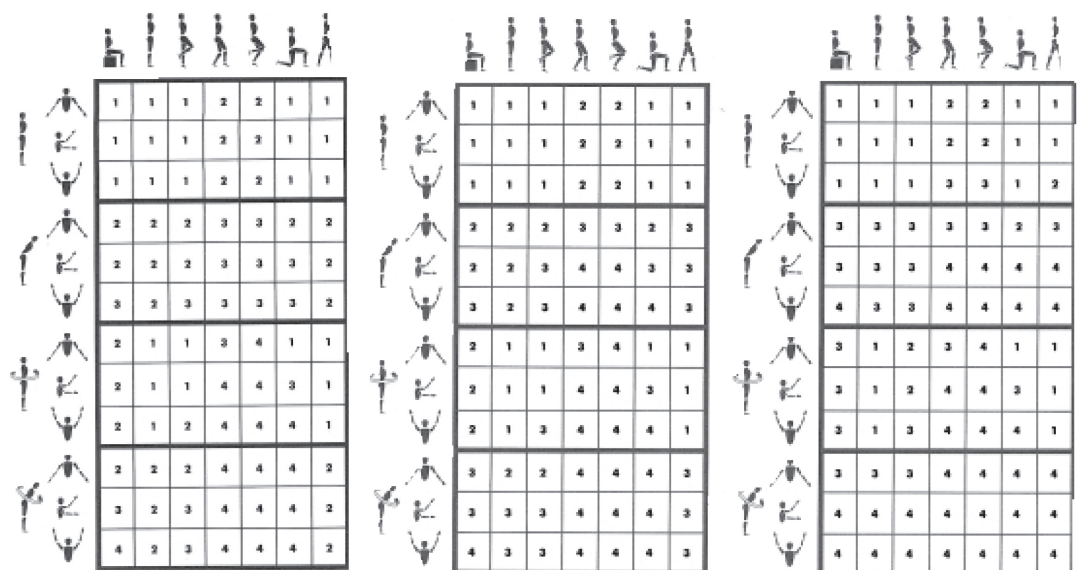 1 1 1 2 2 1 1
1 1 1 2 2 1 1
1 1 1 2 2 1 1
2 2 2 3 3 2 2
2 2 2 3 3 3 2
3 2 3 3 3 3 2
2 1 1 3 4 1 1
2 1 1 4 4 3 1
2 1 2 4 4 4 1
2 2 2 4 4 4 2
3 2 3 4 4 4 2
4 2 3 4 4 4 2
1 1 1 2 2 1 1
1 1 1 2 2 1 1
1 1 1 2 2 1 1
2 2 2 3 3 2 3
2 2 3 4 4 3 3
3 2 3 4 4 4 3
2 1 1 3 4 1 1
2 1 1 4 4 3 1
2 1 3 4 4 4 1
3 2 2 4 4 4 3
3 3 3 4 4 4 3
4 3 3 4 4 4 3
1 1 1 2 2 1 1
1 1 1 2 2 1 1
1 1 1 3 3 1 2
3 3 3 3 3 2 3
3 3 3 4 4 4 4
4 3 3 4 4 4 4
3 1 2 3 4 1 1
3 1 2 4 4 3 1
3 1 3 4 4 4 1
3 3 3 4 4 4 4
4 4 4 4 4 4 4
4 4 4 4 4 4 4